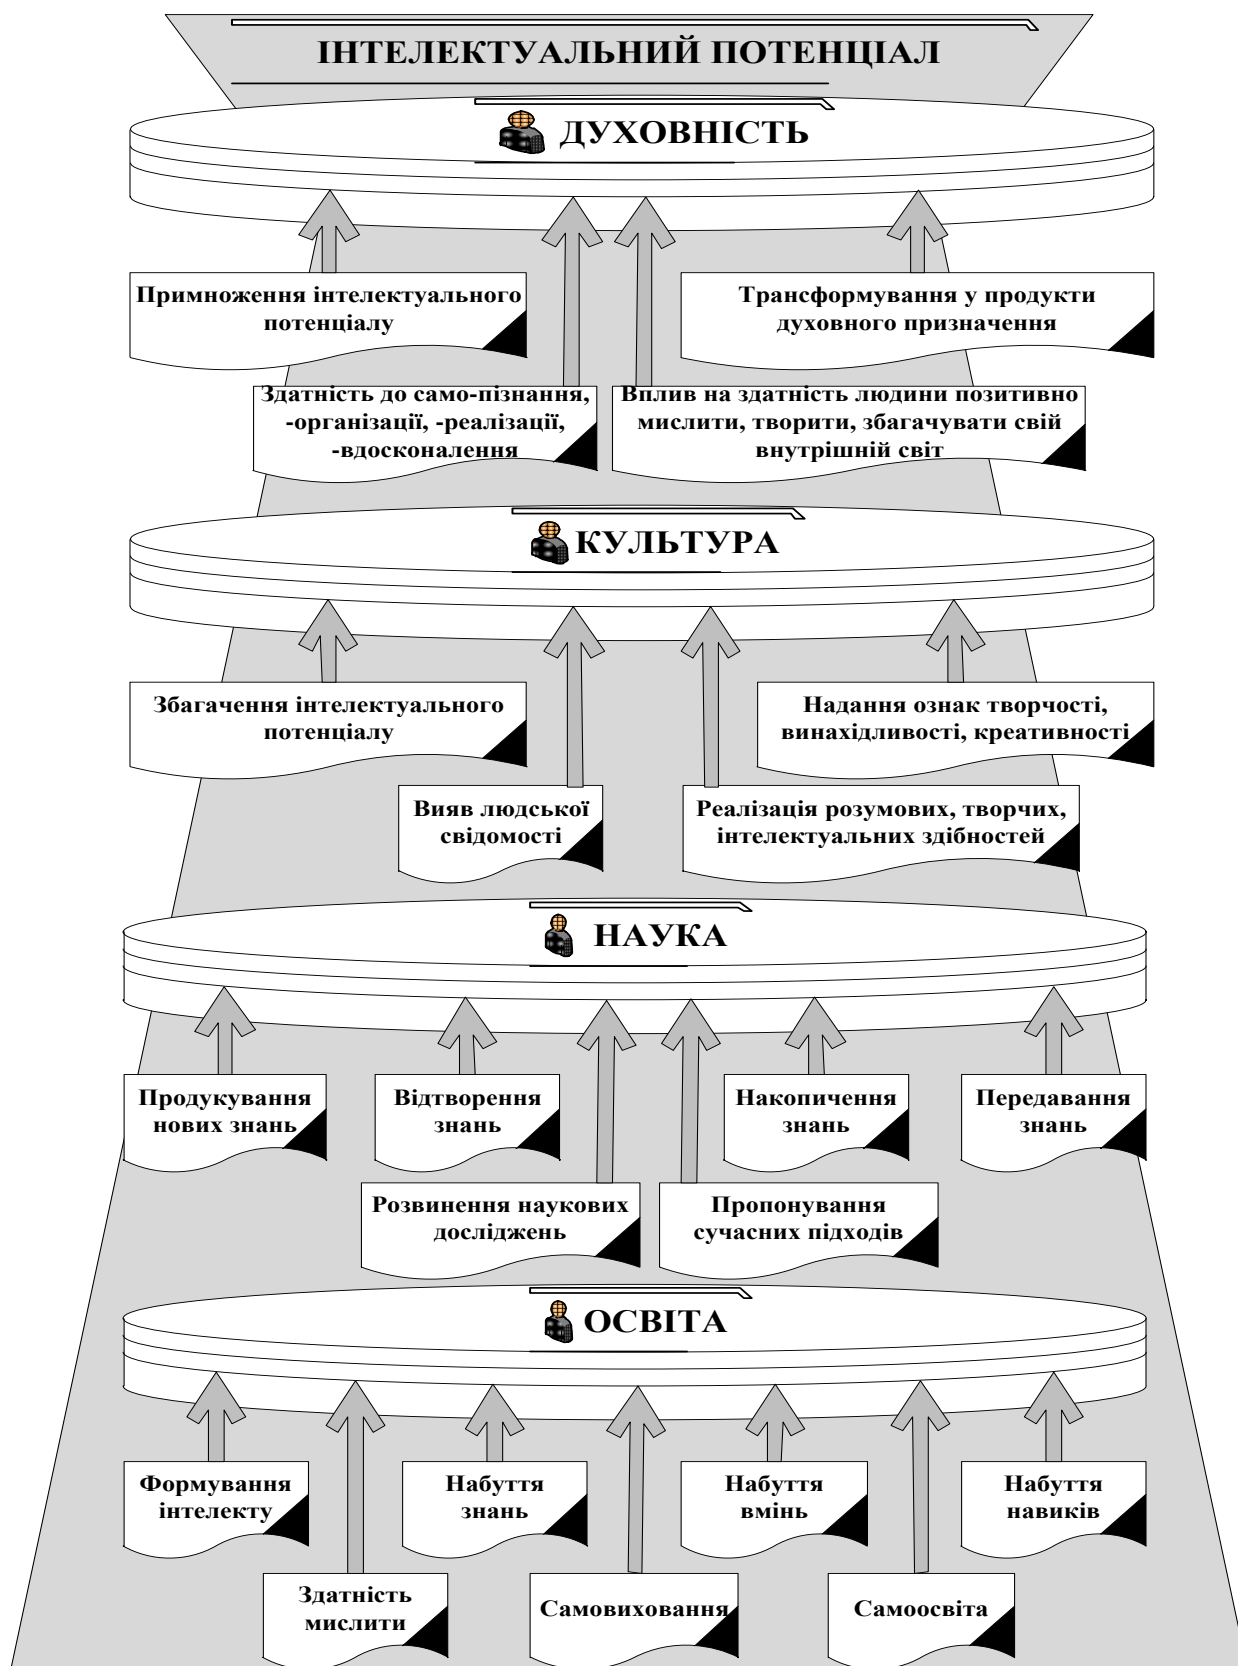 ІНТЕЛЕКТУАЛЬНИЙ ПОТЕНЦІАЛ
ДУХОВНІСТЬ
Примноження інтелектуального
потенціалу
Трансформування у продукти
духовного призначення
Здатність до само-пізнання,
-організації, -реалізації,
-вдосконалення
Вплив на здатність людини позитивно
мислити, творити, збагачувати свій
внутрішній світ
КУЛЬТУРА
Збагачення інтелектуального
потенціалу
Надання ознак творчості,
винахідливості, креативності
Вияв людської
свідомості
Реалізація розумових, творчих,
інтелектуальних здібностей
НАУКА
Продукування
нових знань
Відтворення
знань
Накопичення
знань
Передавання
знань
Розвинення наукових
досліджень
Пропонування
сучасних підходів
ОСВІТА
Формування
інтелекту
Набуття
знань
Набуття
вмінь
Набуття
навиків
Здатність
мислити
Самовиховання
Самоосвіта